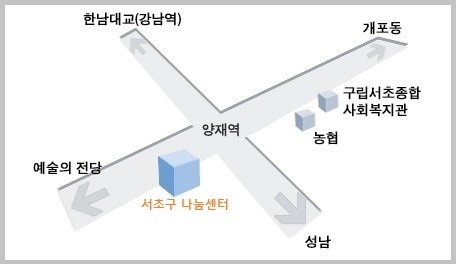 한남대교(강남역)
개포동
구립서초종합
사회복지관
양재역
농협
예술의 전당
서초구 나눔센터
성남